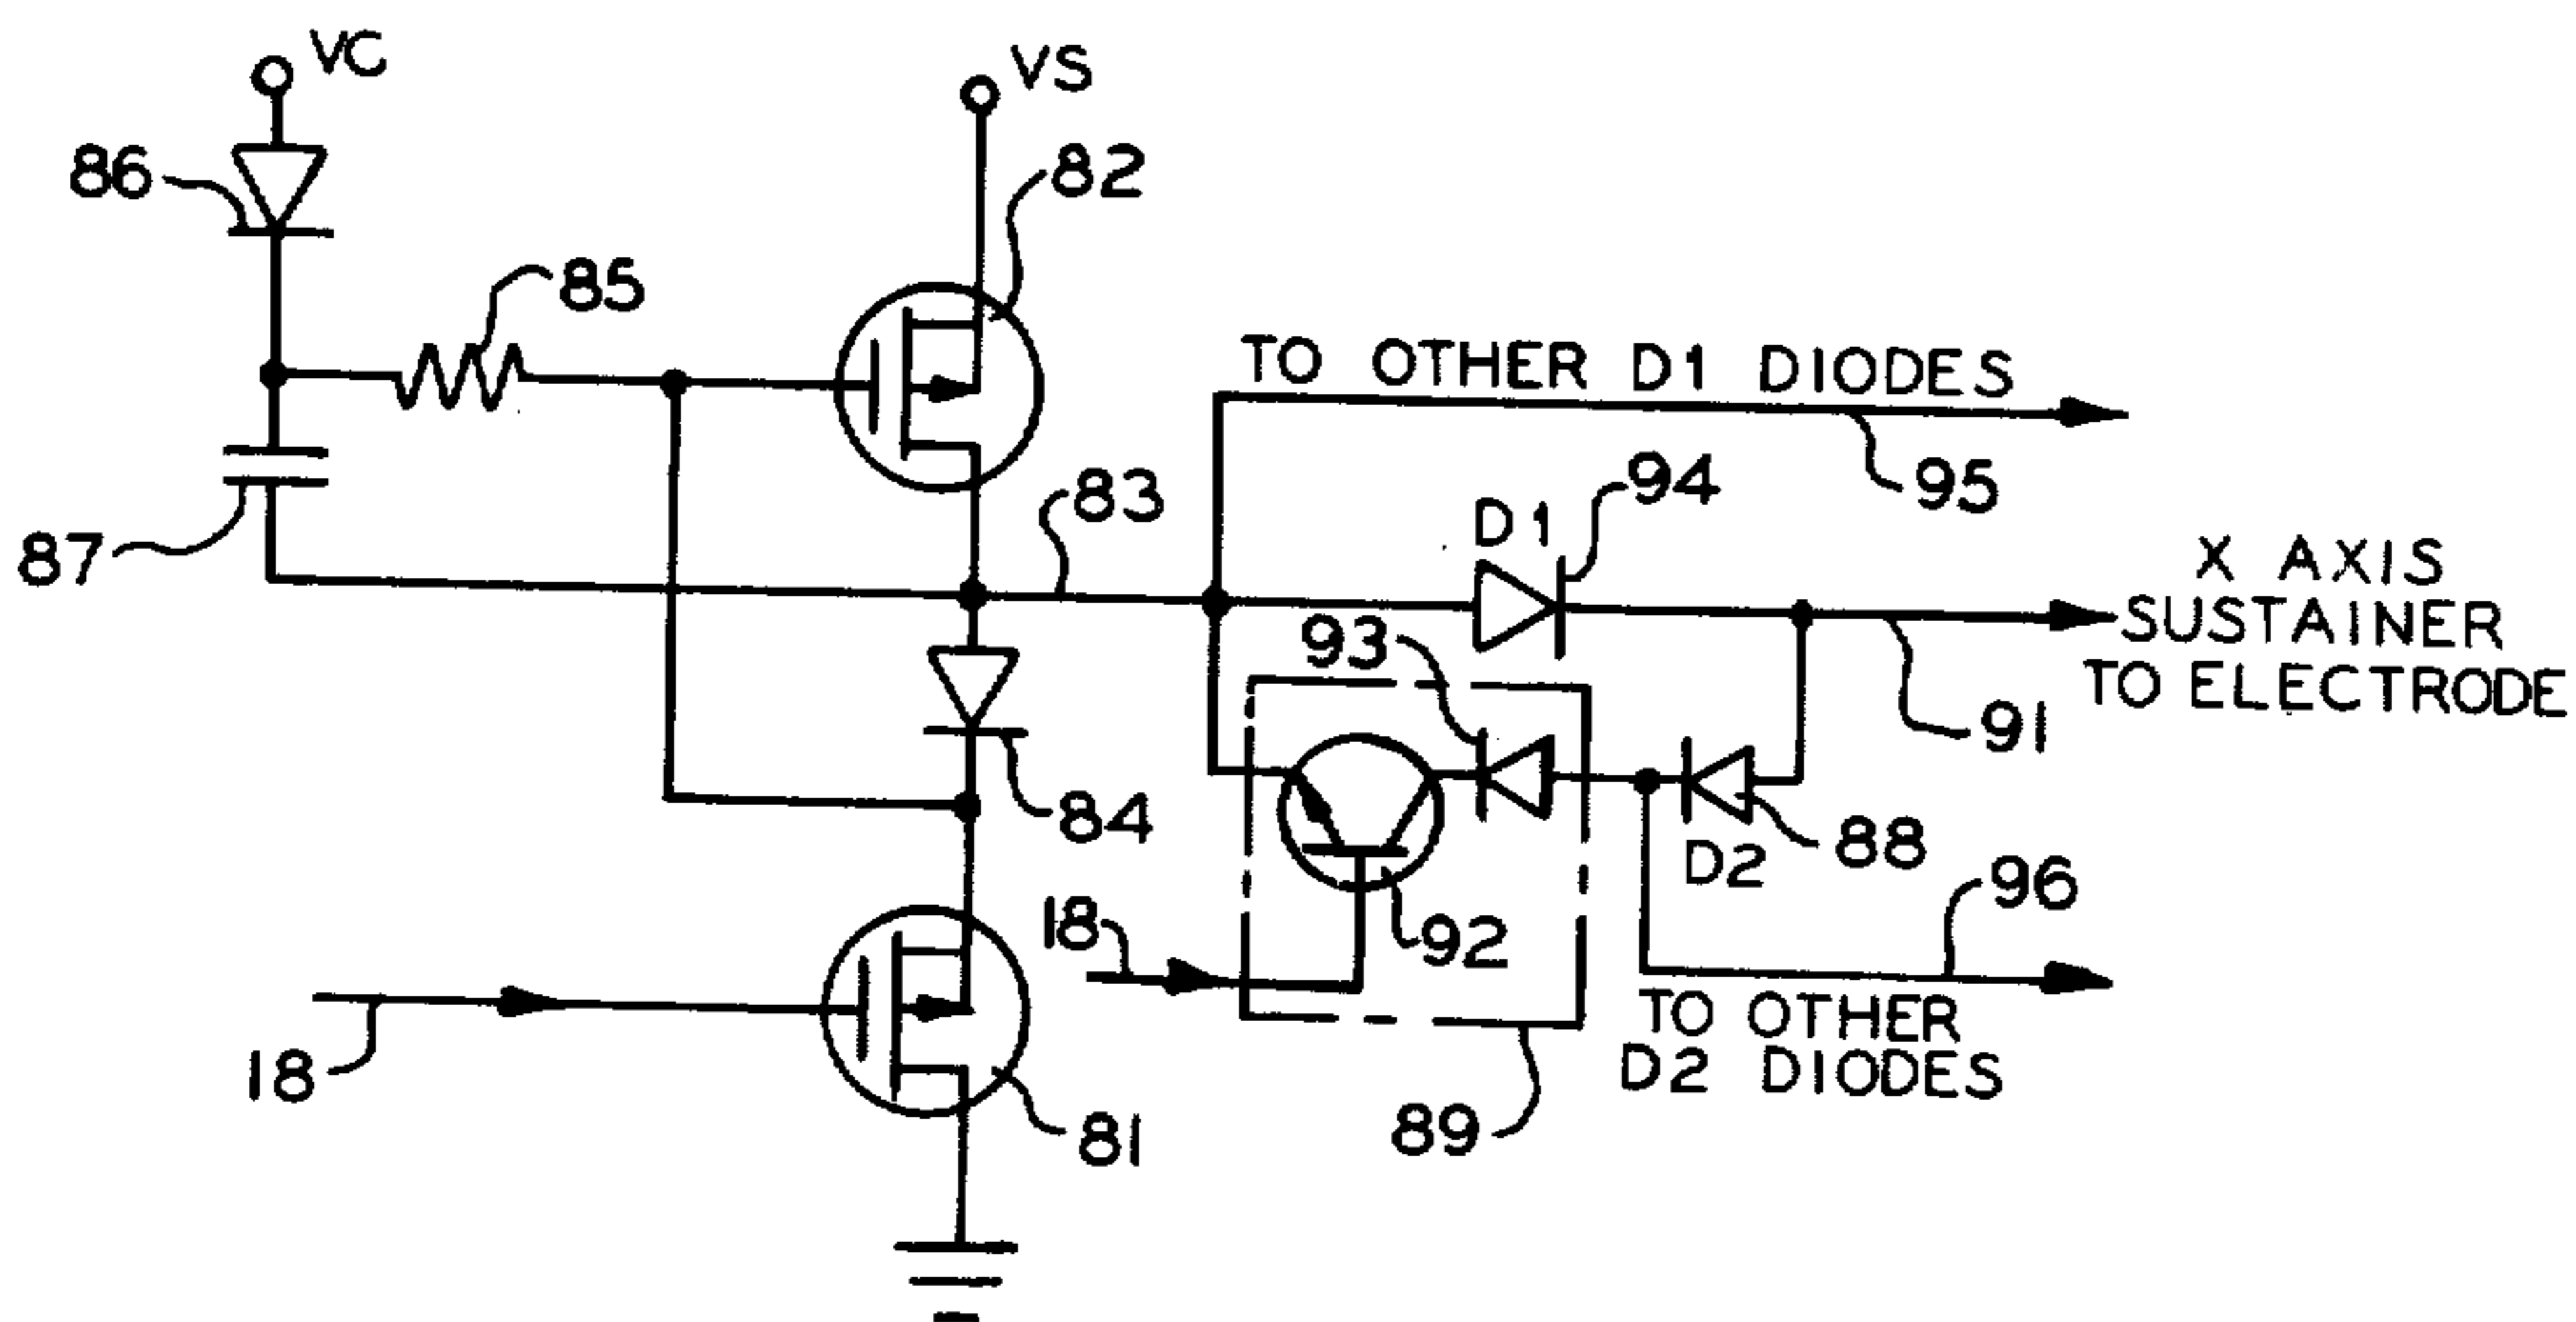 VC
VS
86
82
85
TO OTHER D1 DIODES
87
83
D1
94
95
X AXIS
SUSTAINER
TO ELECTRODE
93
91
84
D2
88
18
92
96
18
81
89
TO OTHER
D2 DIODES